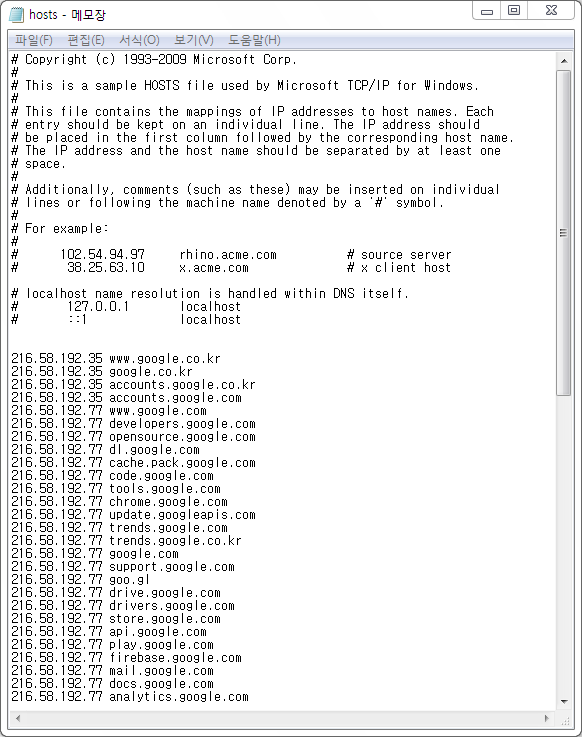 hosts - 메모장
파일(F) 편집(E) 서식(O) 보기(V) 도움말(H)
# Copyright (c) 1993-2009 Microsoft Corp.
#
# This is a sample HOSTS file used by Microsoft TCP/IP for Windows.
#
# This file contains the mappings of IP addresses to host names. Each
# entry should be kept on an individual line. The IP address should
# be placed in the first column followed by the corresponding host name.
# The IP address and the host name should be separated by at least one
# space.
#
# Additionally, comments (such as these) may be inserted on individual
# lines or following the machine name denoted by a '#' symbol.
#
# For example:
#
#      102.54.94.97     rhino.acme.com          # source server
#       38.25.63.10     x.acme.com              # x client host

# localhost name resolution is handled within DNS itself.
#       127.0.0.1       localhost
#       ::1             localhost

216.58.192.35 www.google.co.kr
216.58.192.35 google.co.kr
216.58.192.35 accounts.google.co.kr
216.58.192.35 accounts.google.com
216.58.192.77 www.google.com
216.58.192.77 developers.google.com
216.58.192.77 opensource.google.com
216.58.192.77 dl.google.com
216.58.192.77 cache.pack.google.com
216.58.192.77 code.google.com
216.58.192.77 tools.google.com
216.58.192.77 chrome.google.com
216.58.192.77 update.googleapis.com
216.58.192.77 trends.google.com
216.58.192.77 trends.google.co.kr
216.58.192.77 google.com
216.58.192.77 support.google.com
216.58.192.77 goo.gl
216.58.192.77 drive.google.com
216.58.192.77 drivers.google.com
216.58.192.77 store.google.com
216.58.192.77 api.google.com
216.58.192.77 play.google.com
216.58.192.77 firebase.google.com
216.58.192.77 mail.google.com
216.58.192.77 docs.google.com
216.58.192.77 analytics.google.com